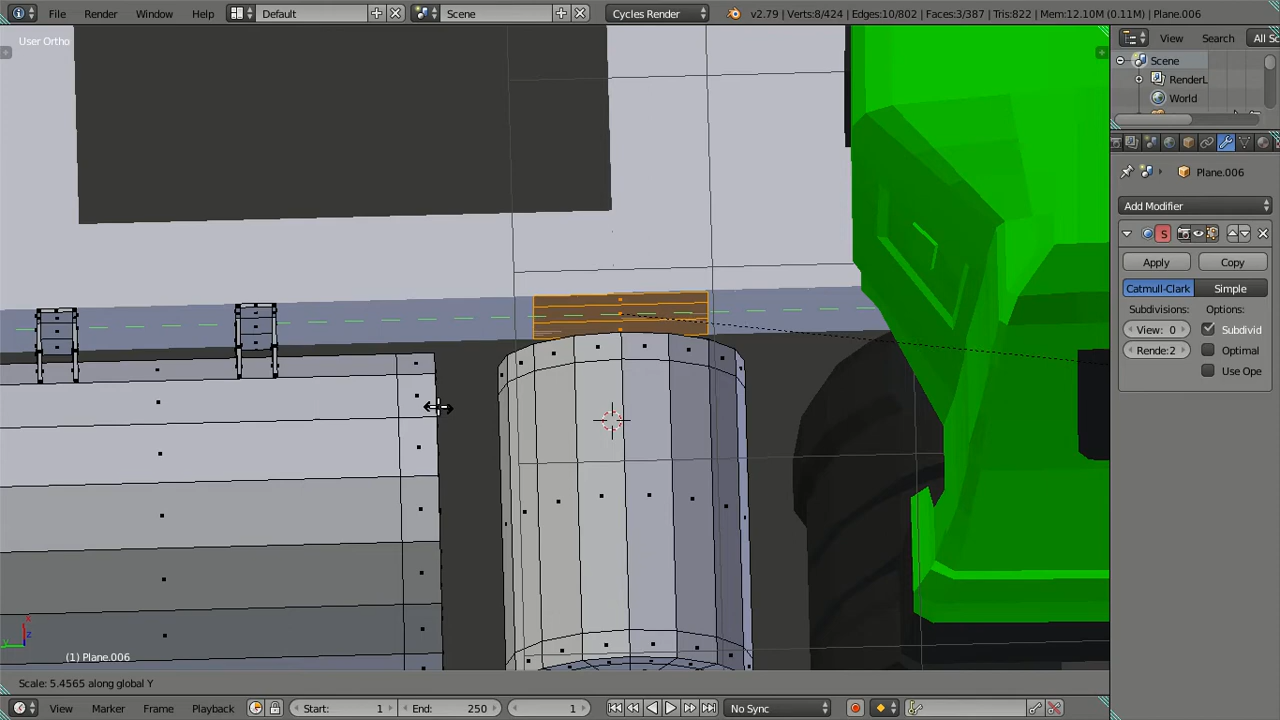 File Render Window Help Default Scene Cycles Render v2.79 | Verts:8/424 | Edges:10/802 | Faces:3/387 | Tris:822 | Mem:12.10M (0.11M) | Plane.006
User Ortho
View Search All Sc
Scene
RenderL
World
Plane.006
Add Modifier
S
Apply Copy
Catmull-Clark Simple
Subdivisions: Options:
View: 0 Subdivid
Rende:2 Optimal
Use Ope
x
z
y
(1) Plane.006
Scale: 5.4565 along global Y
View Marker Frame Playback Start: 1 End: 250 1 No Sync